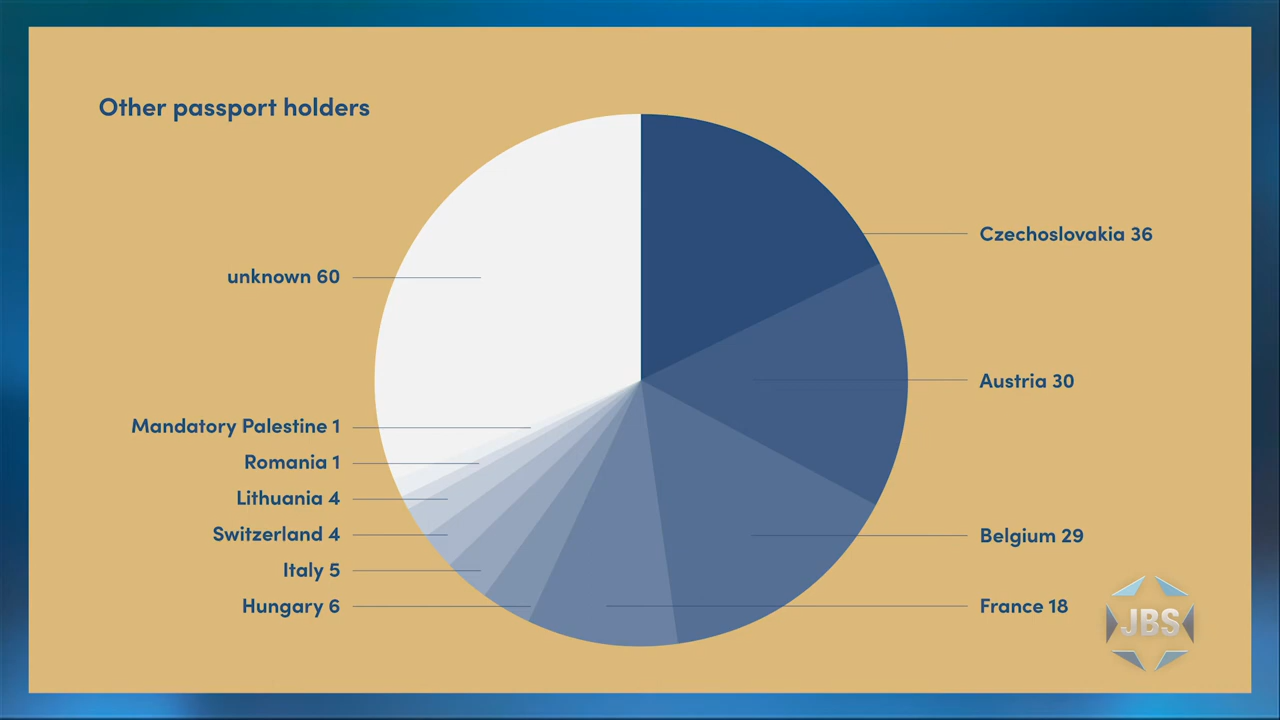 Other passport holders
Czechoslovakia 36
unknown 60
Austria 30
Mandatory Palestine 1
Romania 1
Lithuania 4
Switzerland 4
Belgium 29
Italy 5
Hungary 6
France 18
JBS